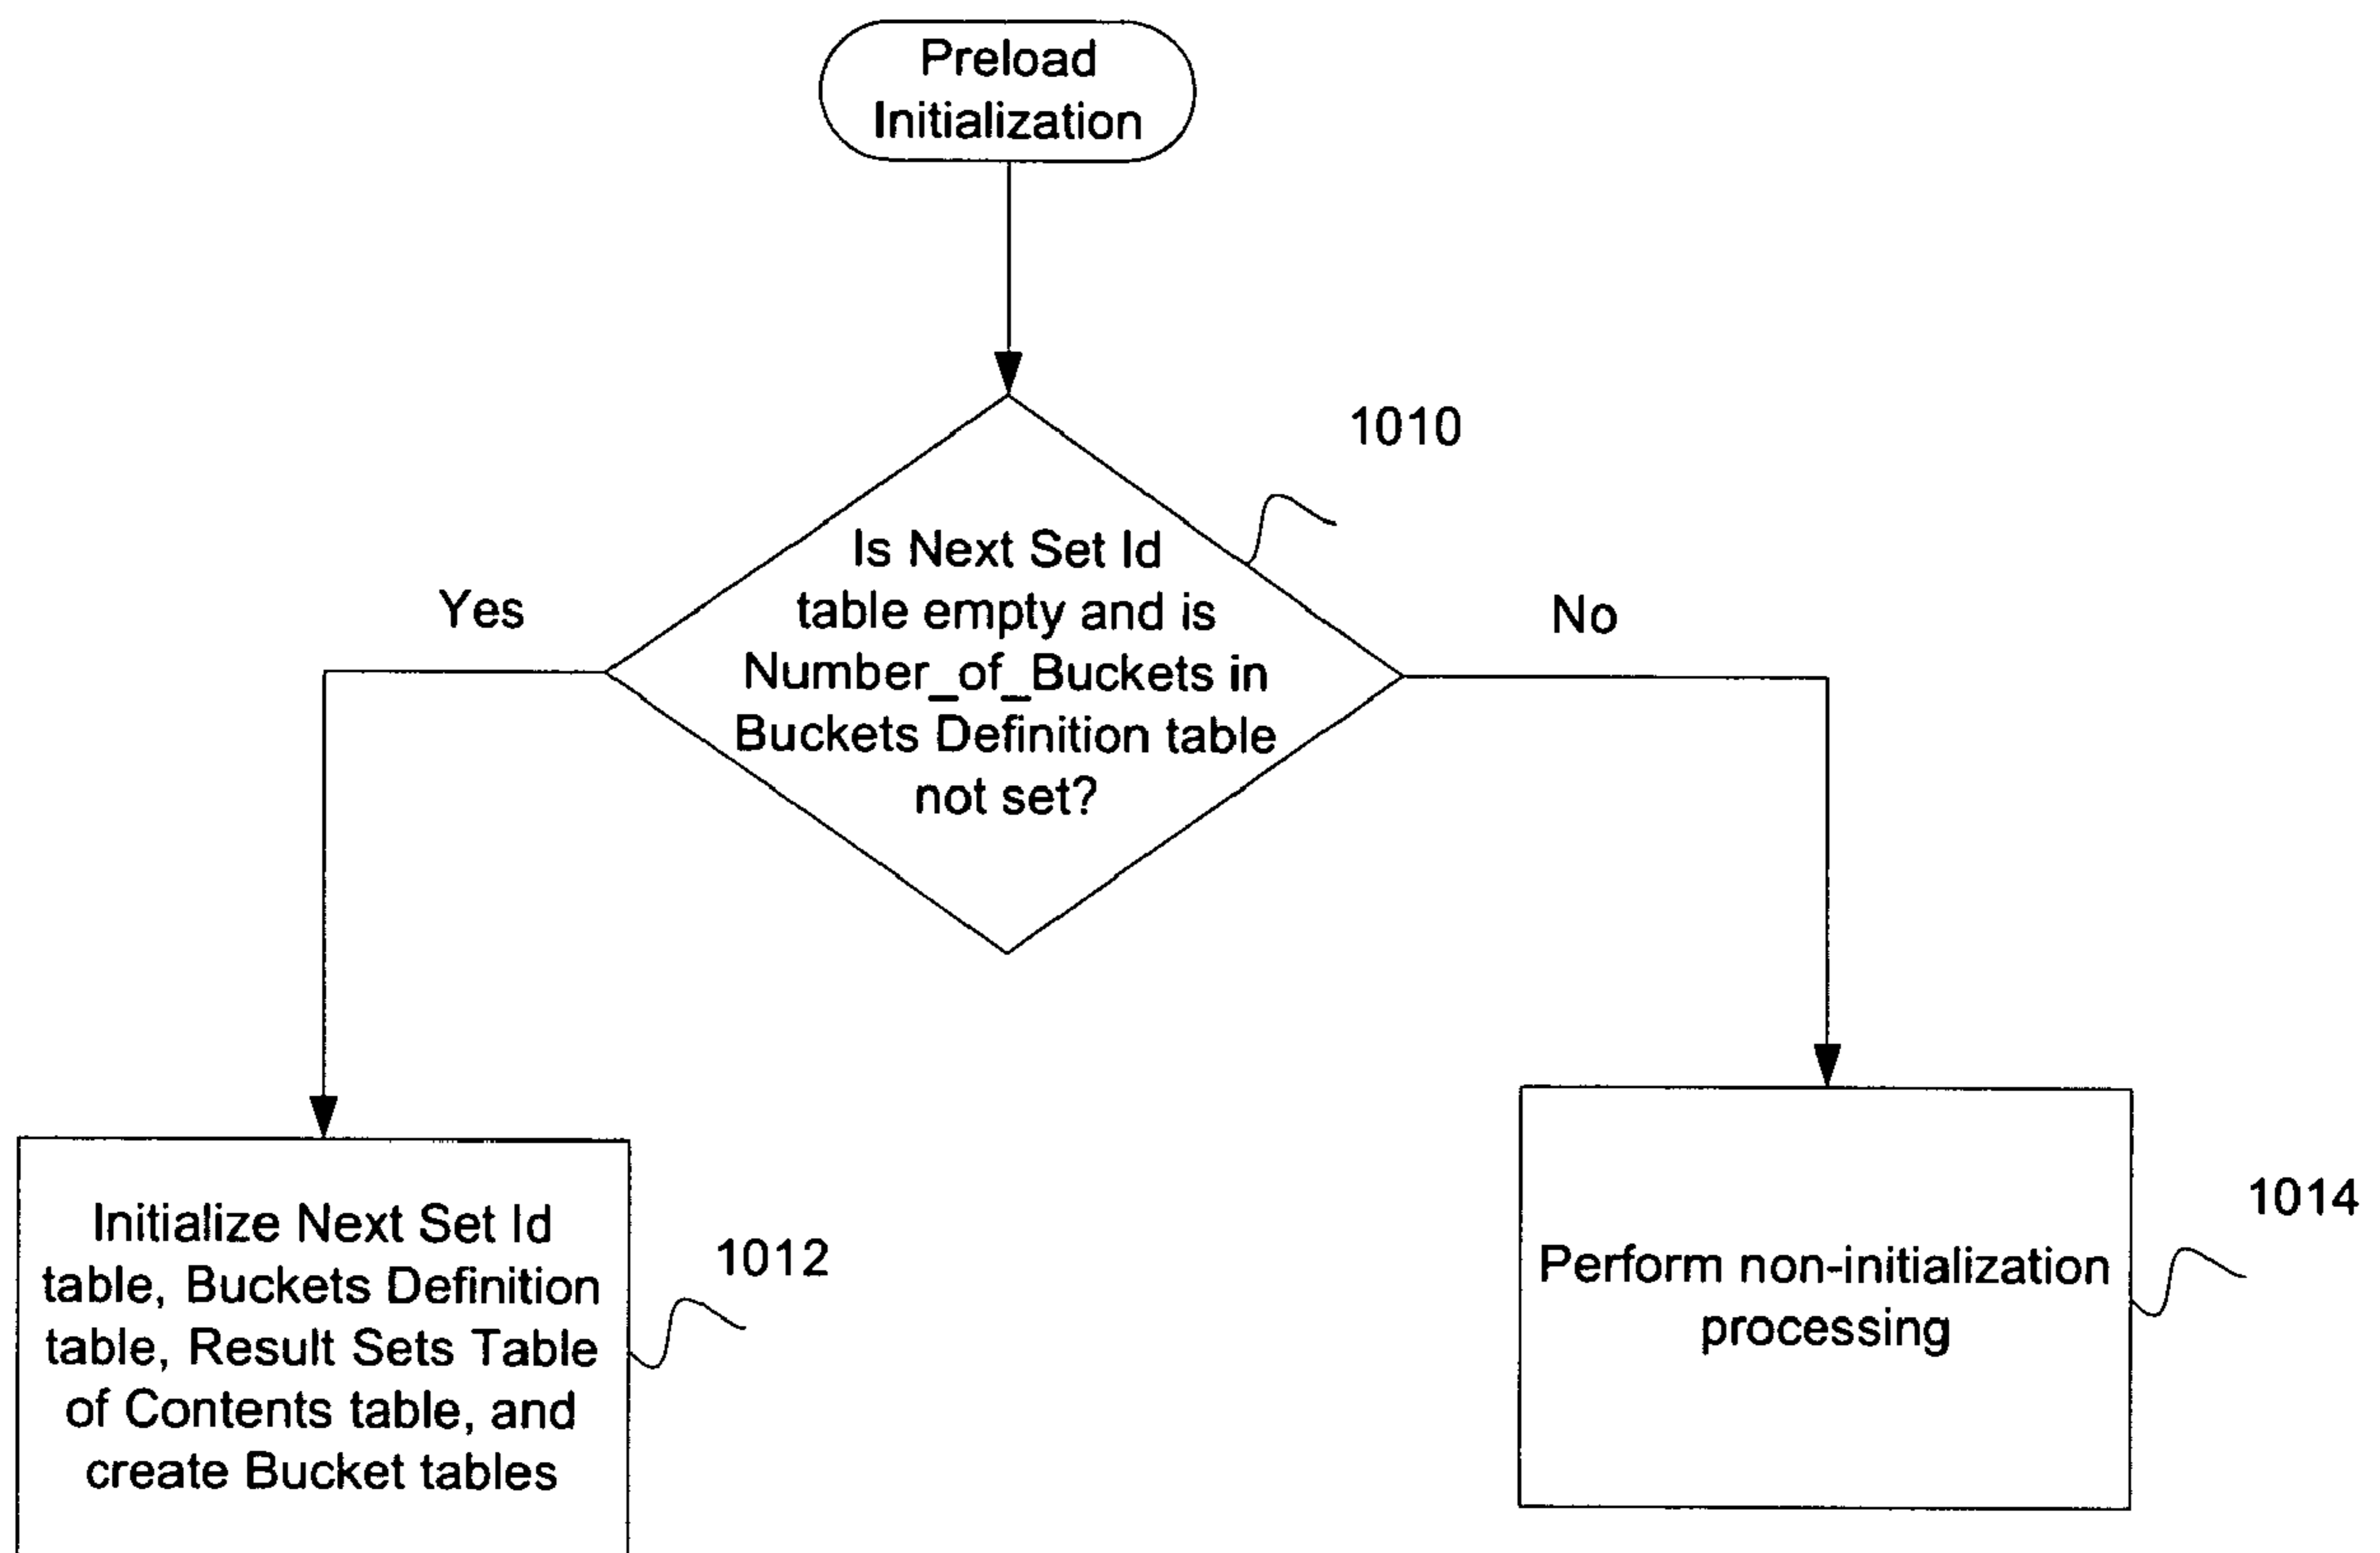 Preload
Initialization
1010
Is Next Set Id
table empty and is
Number_of_Buckets in
Buckets Definition table
not set?
Yes
No
Initialize Next Set Id
table, Buckets Definition
table, Result Sets Table
of Contents table, and
create Bucket tables
1012
Perform non-initialization
processing
1014